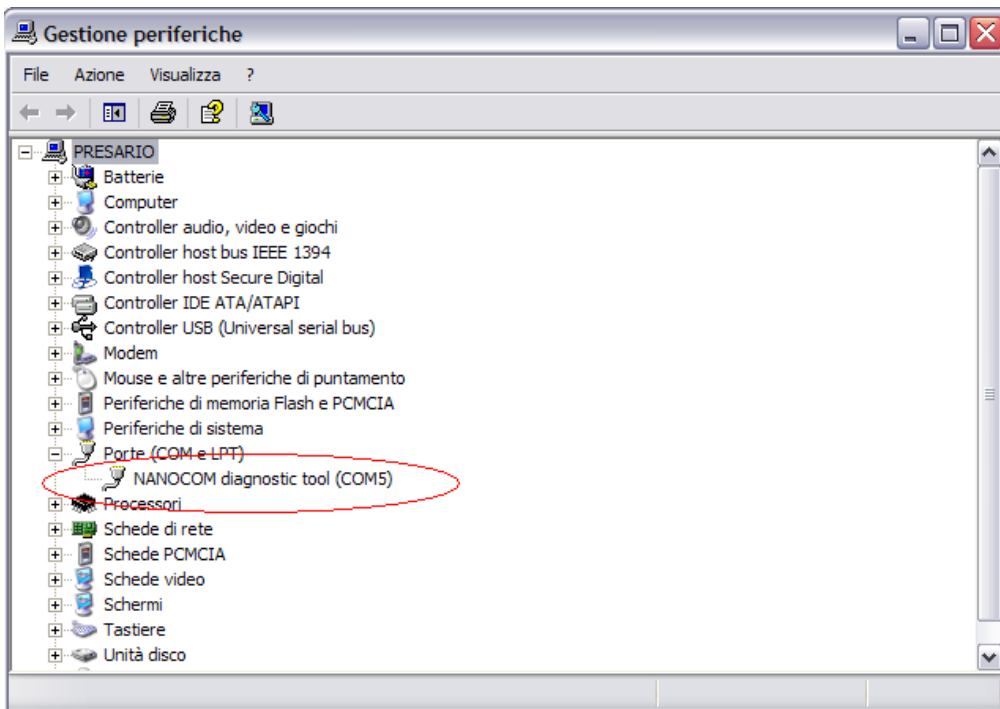 Gestione periferiche
File Azione Visualizza ?
PRESARIO
Batterie
Computer
Controller audio, video e giochi
Controller host bus IEEE 1394
Controller host Secure Digital
Controller IDE ATA/ATAPI
Controller USB (Universal serial bus)
Modem
Mouse e altre periferiche di puntamento
Periferiche di memoria Flash e PCMCIA
Periferiche di sistema
Porte (COM e LPT)
NANOCOM diagnostic tool (COM5)
Processori
Schede di rete
Schede PCMCIA
Schede video
Schermi
Tastiere
Unità disco